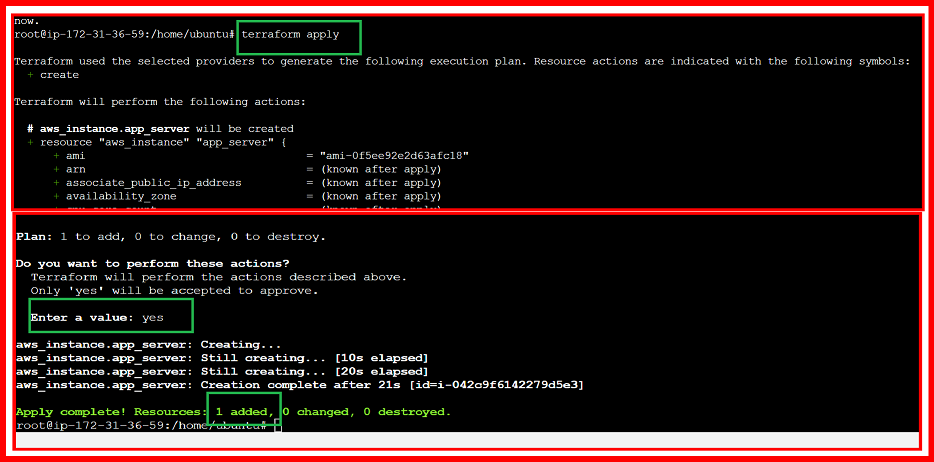 now.
root@ip-172-31-36-59:/home/ubuntu# terraform apply
Terraform used the selected providers to generate the following execution plan. Resource actions are indicated with the following symbols:
+ create
Terraform will perform the following actions:
# aws_instance.app_server will be created
+ resource "aws_instance" "app_server" {
+ ami = "ami-0f5ee92e2d63afc18"
+ arn = (known after apply)
+ associate_public_ip_address = (known after apply)
+ availability_zone = (known after apply)
Plan: 1 to add, 0 to change, 0 to destroy.
Do you want to perform these actions?
Terraform will perform the actions described above.
Only 'yes' will be accepted to approve.
Enter a value: yes
aws_instance.app_server: Creating...
aws_instance.app_server: Still creating... [10s elapsed]
aws_instance.app_server: Still creating... [20s elapsed]
aws_instance.app_server: Creation complete after 21s [id=i-042c9f6142279d5e3]
Apply complete! Resources: 1 added, 0 changed, 0 destroyed.
root@ip-172-31-36-59:/home/ubuntu#